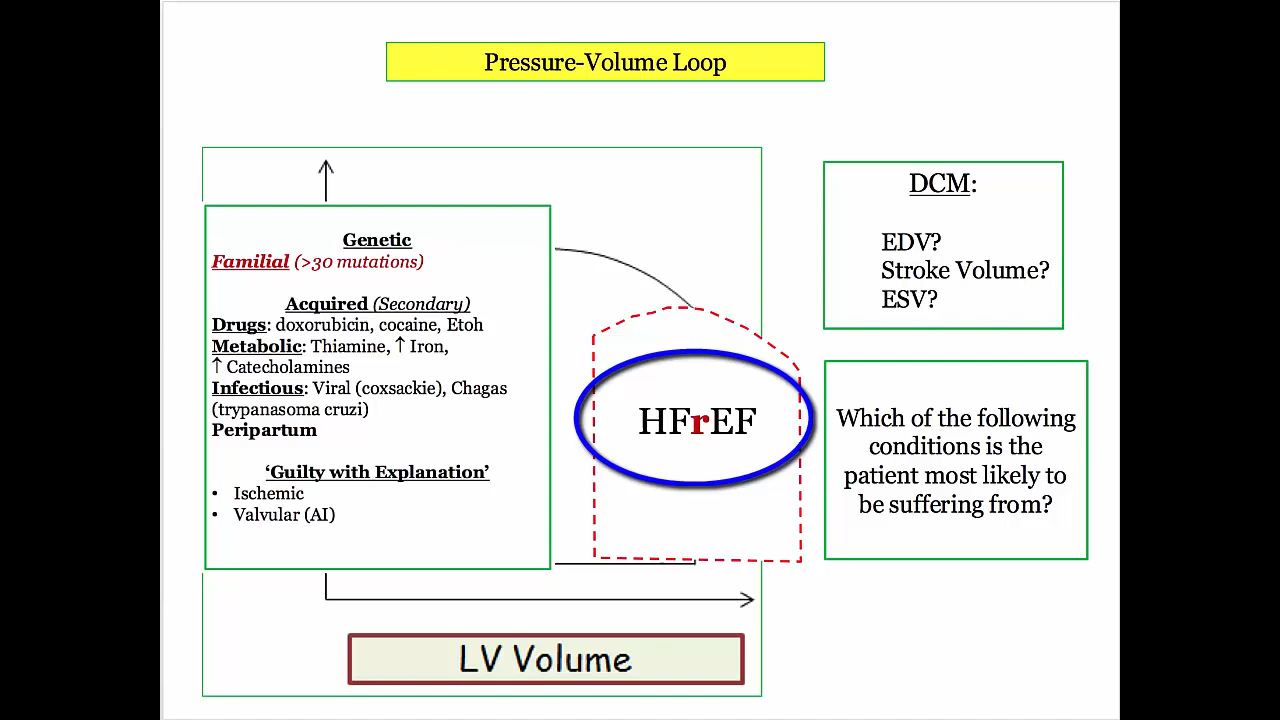 Pressure-Volume Loop
Genetic
Familial (>30 mutations)
Acquired (Secondary)
Drugs: doxorubicin, cocaine, Etoh
Metabolic: Thiamine, ↑ Iron,
↑ Catecholamines
Infectious: Viral (coxsackie), Chagas
(trypanasoma cruzi)
Peripartum
‘Guilty with Explanation’
• Ischemic
• Valvular (AI)
HFrEF
DCM:
EDV?
Stroke Volume?
ESV?
Which of the following
conditions is the
patient most likely to
be suffering from?
LV Volume